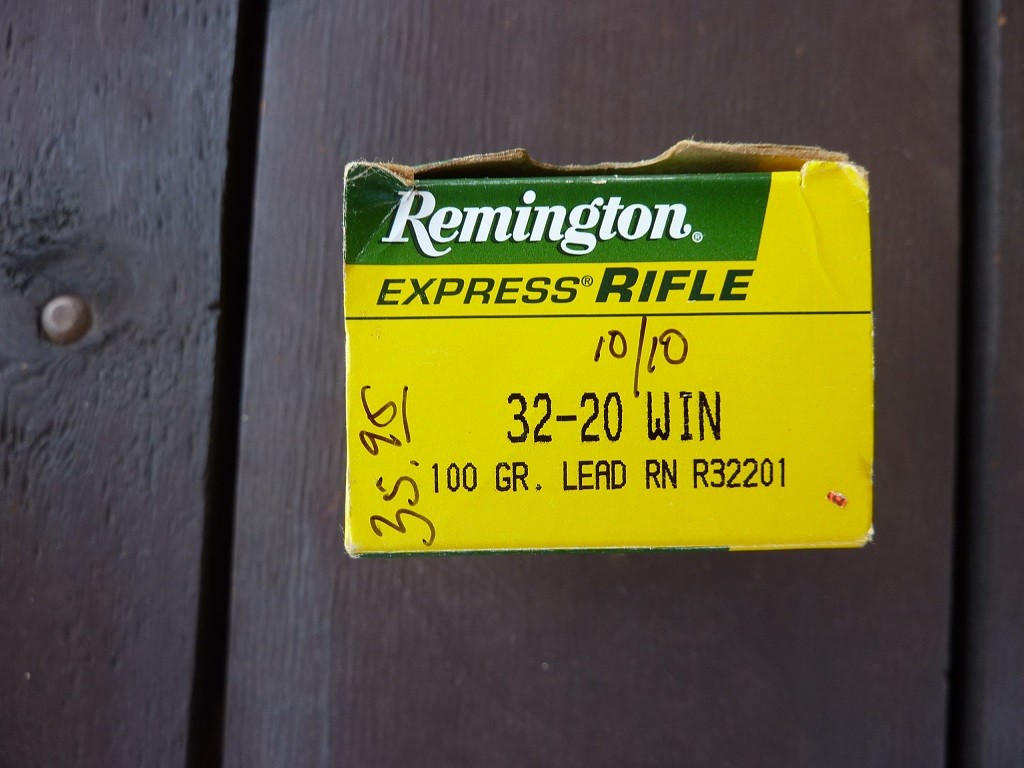 Remington®
EXPRESS® RIFLE
10/10
32-20 WIN
100 GR. LEAD RN R32201
35.95